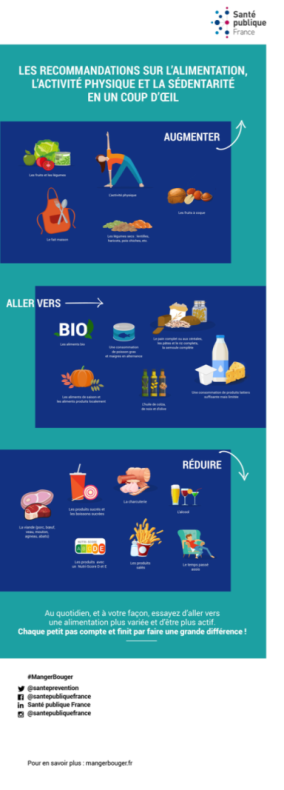 Santé
publique
France
LES RECOMMANDATIONS SUR L'ALIMENTATION,
L'ACTIVITÉ PHYSIQUE ET LA SÉDENTARITÉ
EN UN COUP D'ŒIL
AUGMENTER
Les fruits et les légumes
L'activité physique
Les fruits à coque
Le fait maison
Les légumes secs : lentilles,
haricots, pois chiches, etc.
ALLER VERS
BIO
Les aliments bio
Une consommation
de poissons gras
et maigres en alternance
Le pain complet ou aux céréales,
les pâtes et le riz complets,
la semoule complète
Une consommation de produits laitiers
suffisante mais limitée
Les aliments de saison et
les aliments produits localement
L'huile de colza,
de noix et d'olive
RÉDUIRE
La viande (porc, bœuf,
veau, mouton,
agneau, abats)
Les produits sucrés et
les boissons sucrées
La charcuterie
L'alcool
Les produits avec
un Nutri-Score D et E
Les produits
salés
Le temps passé
assis
Au quotidien, et à votre façon, essayez d'aller vers
une alimentation plus variée et d'être plus actif.
Chaque petit pas compte et finit par faire une grande différence !
#MangerBouger
@santeprevention
@santepubliquefrance
Santé publique France
@santepubliquefrance
Pour en savoir plus : mangerbouger.fr